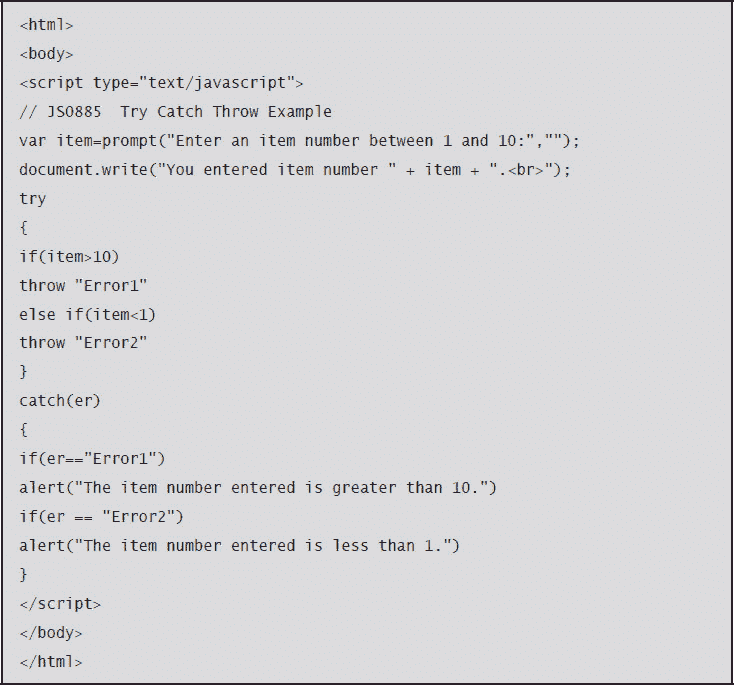 <html>
<body>
<script type="text/javascript">
// JS0885  Try Catch Throw Example
var item=prompt("Enter an item number between 1 and 10:","");
document.write("You entered item number " + item + ".<br>");
try
{
if(item>10)
throw "Error1"
else if(item<1)
throw "Error2"
}
catch(er)
{
if(er=="Error1")
alert("The item number entered is greater than 10.")
if(er == "Error2")
alert("The item number entered is less than 1.")
}
</script>
</body>
</html>